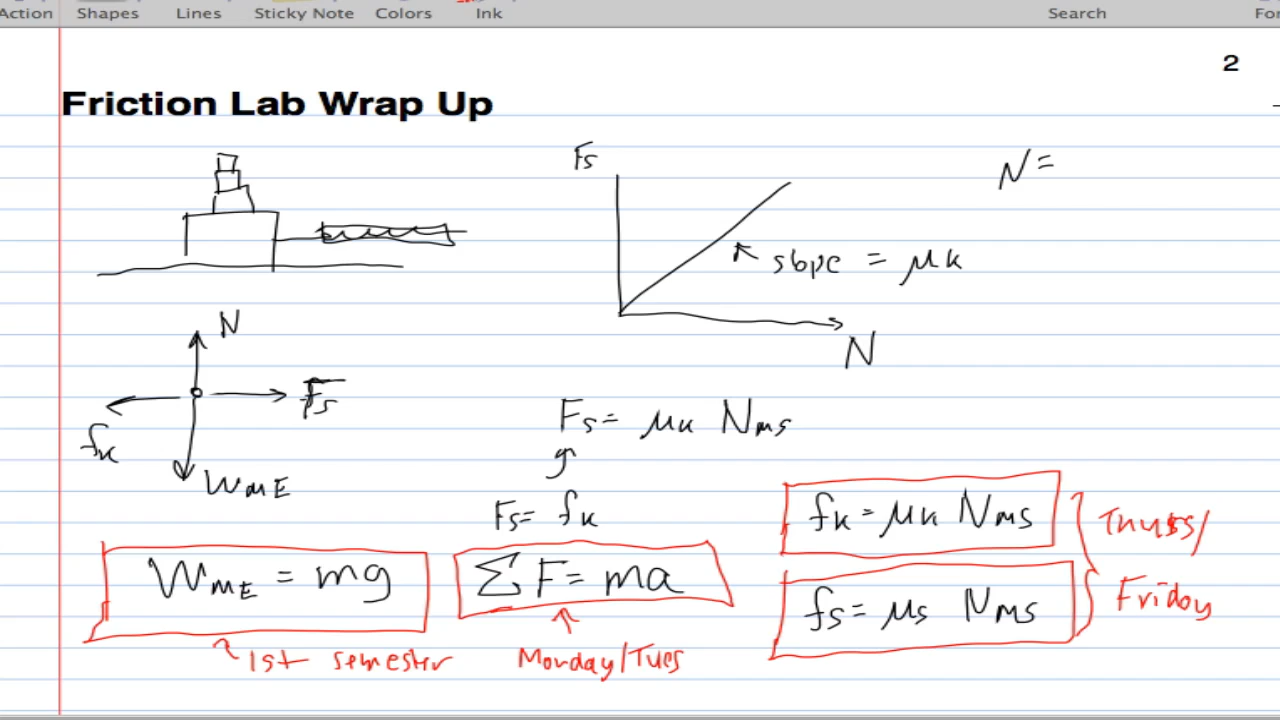 Action Shapes Lines Sticky Note Colors Ink Search For
2
Friction Lab Wrap Up
Fs
N=
slope = μk
N
N
Fs
fk
WME
Fs= μk Nms
Fs= fk
fk= μk Nms
Thurs/
Friday
WME = mg
∑F= ma
fs= μs Nms
1st semester
Monday/Tues